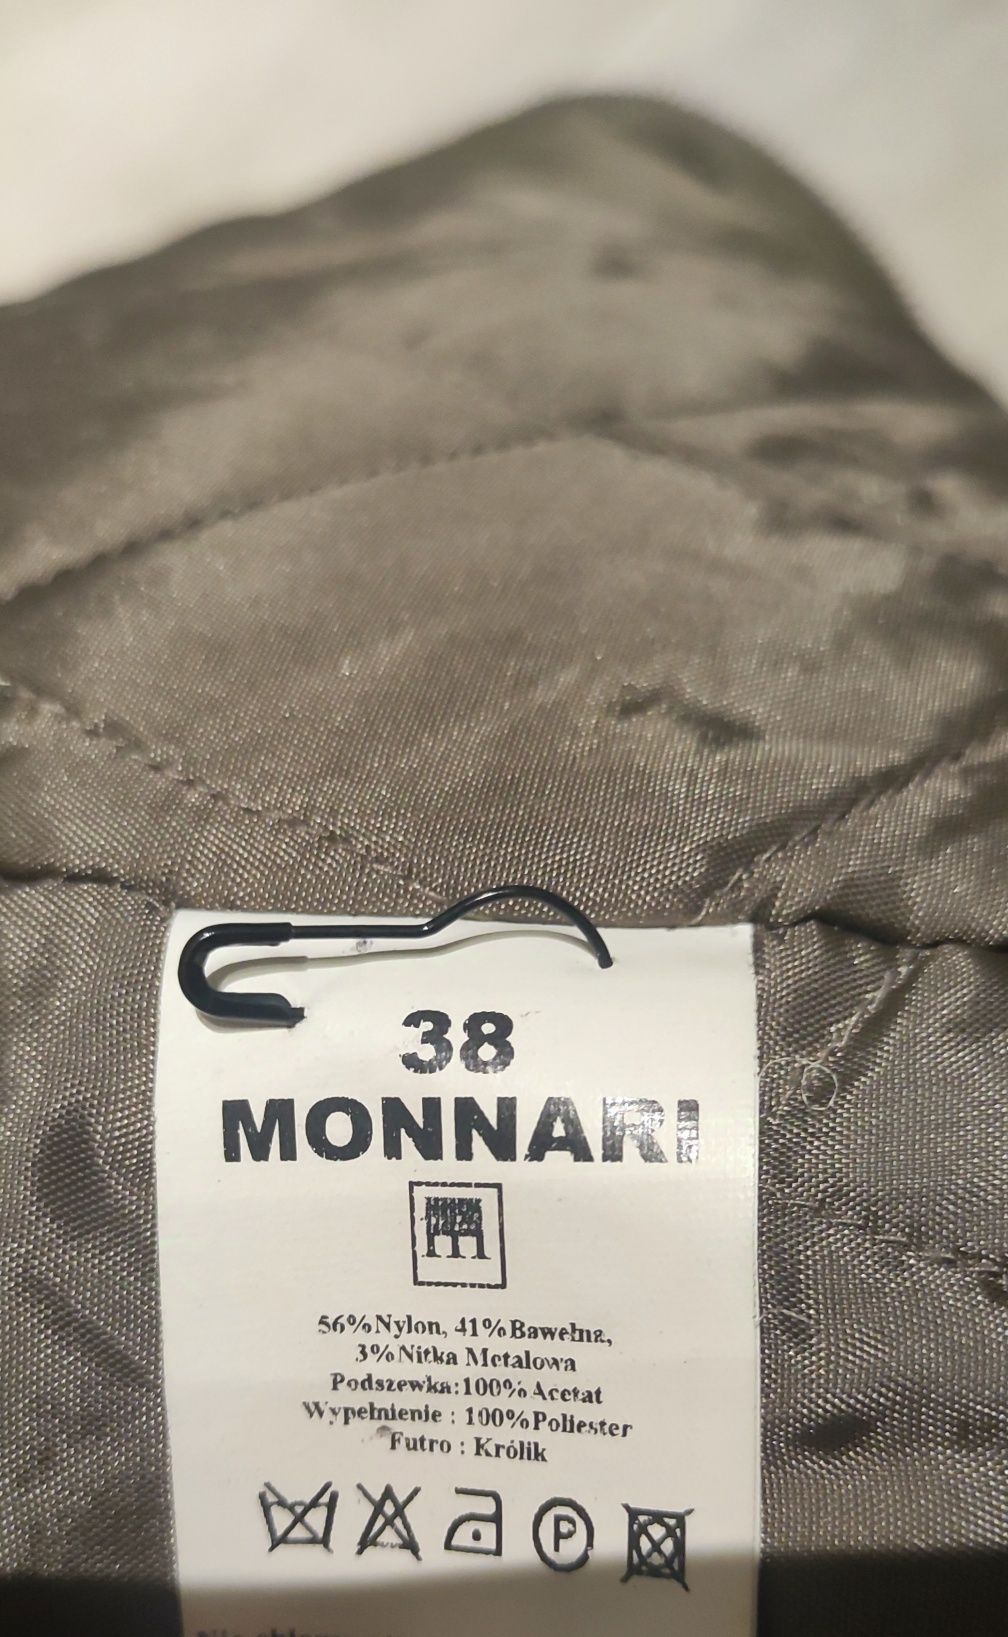 38
MONNARI
56% Nylon, 41% Bawełna,
3% Nitka Metalowa
Podszewka: 100% Acetat
Wypełnienie : 100% Poliester
Futro : Królik
P